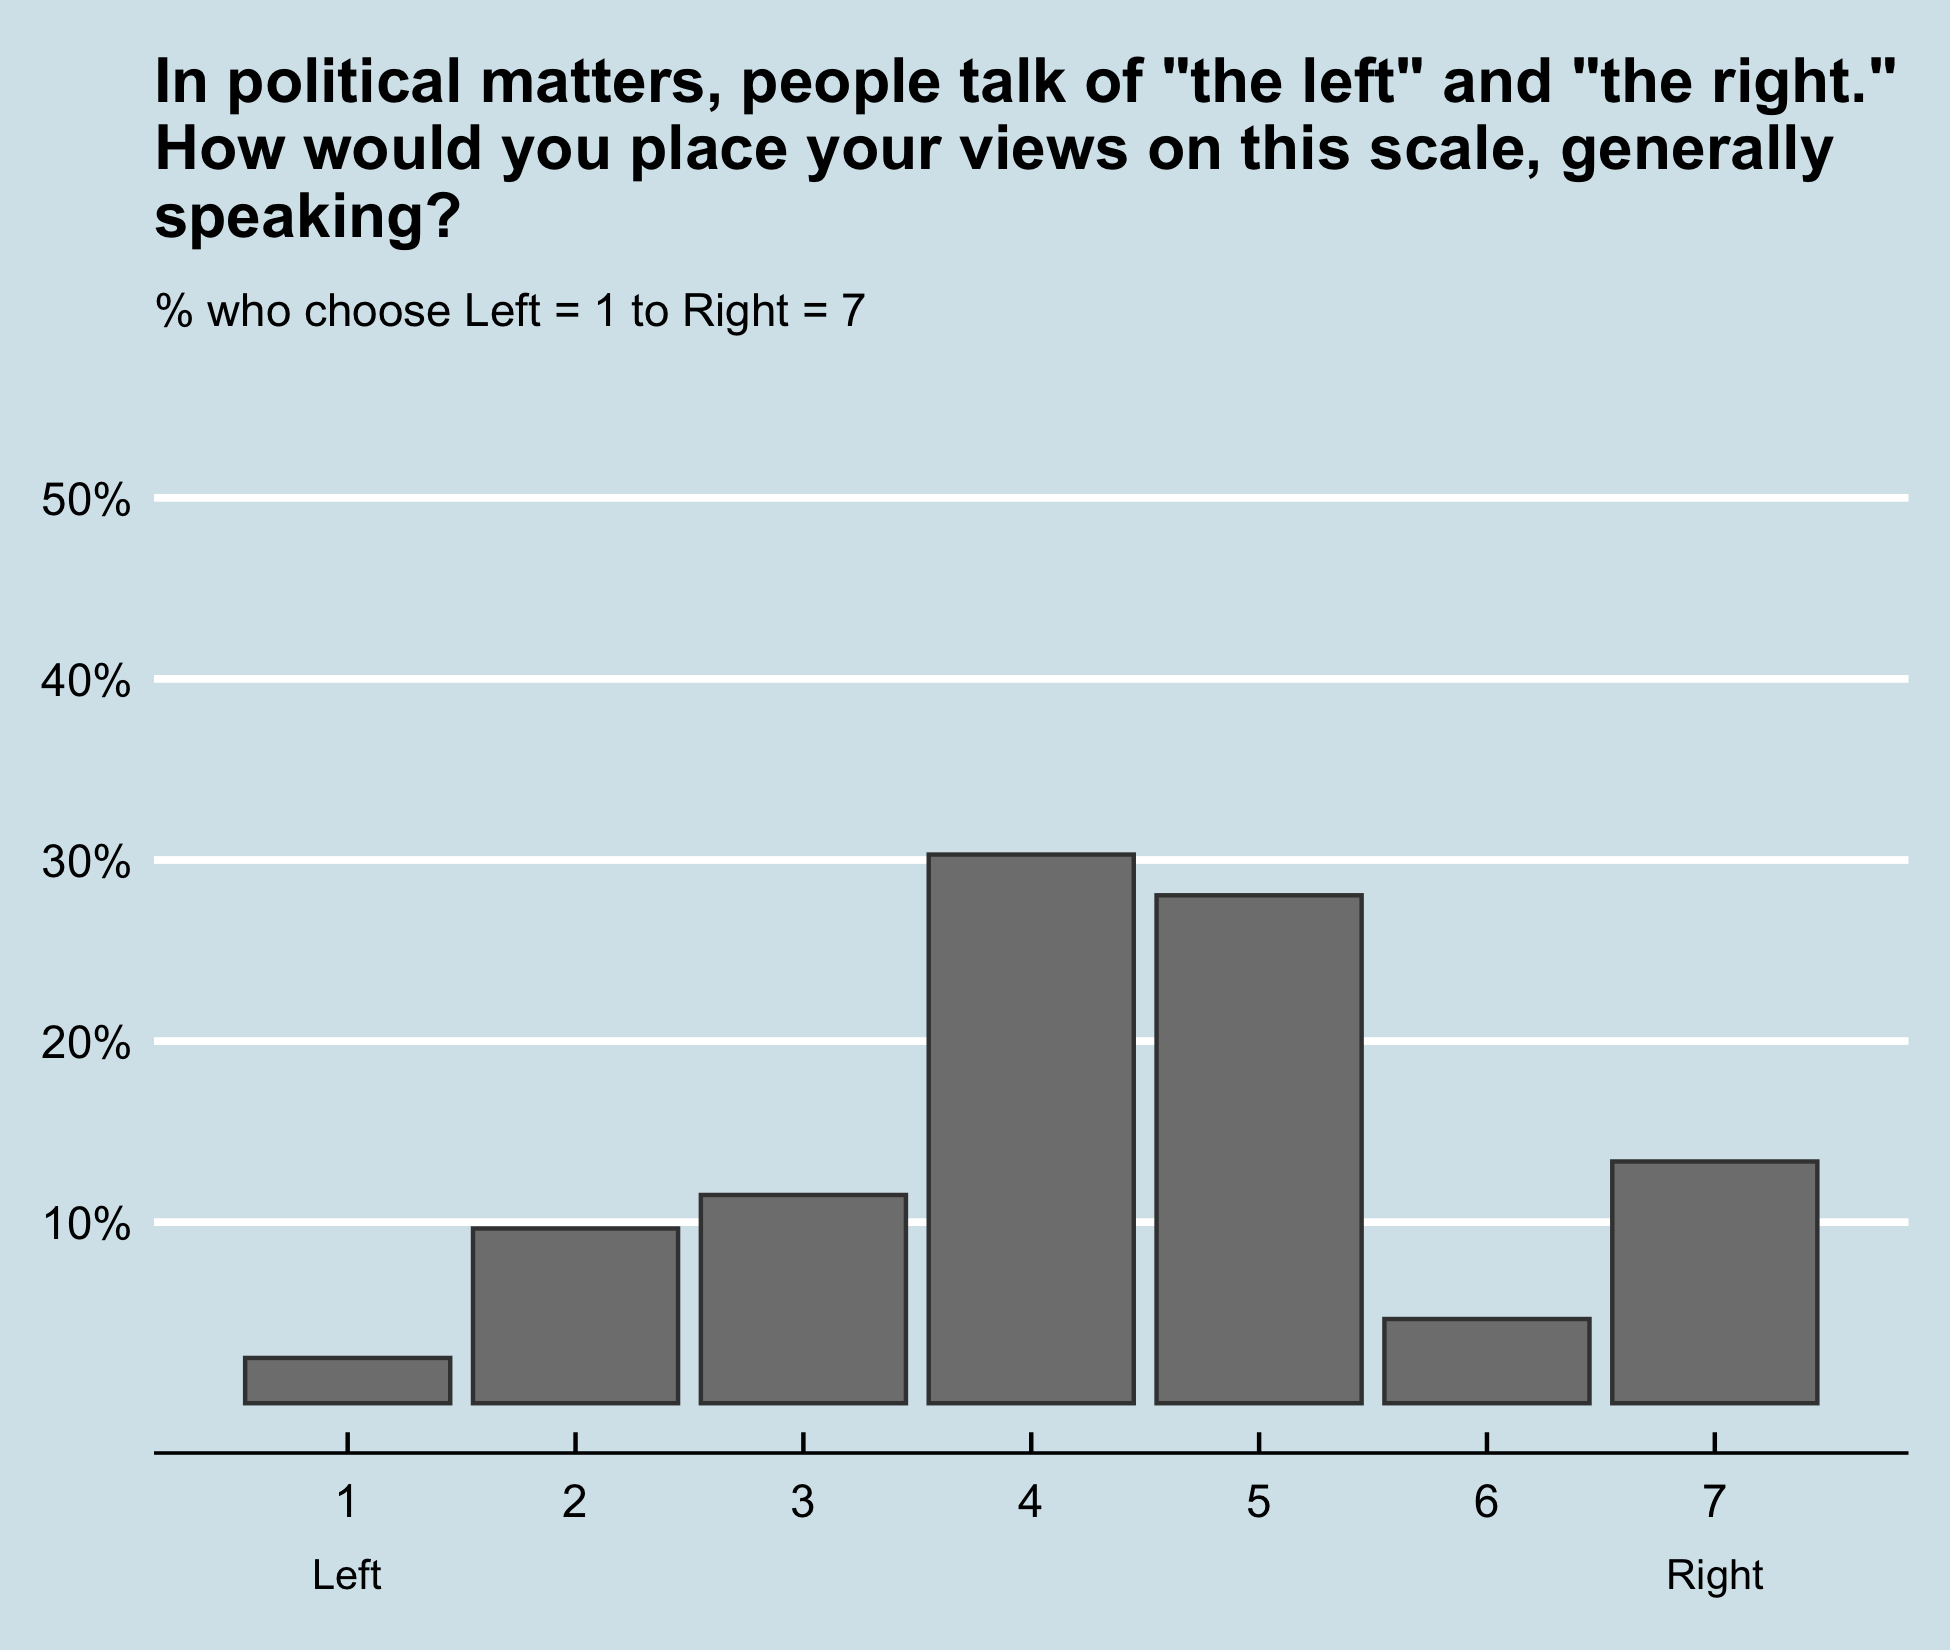 In political matters, people talk of "the left" and "the right."
How would you place your views on this scale, generally
speaking?
% who choose Left = 1 to Right = 7
50%
40%
30%
20%
10%
1 2 3 4 5 6 7
Left Right